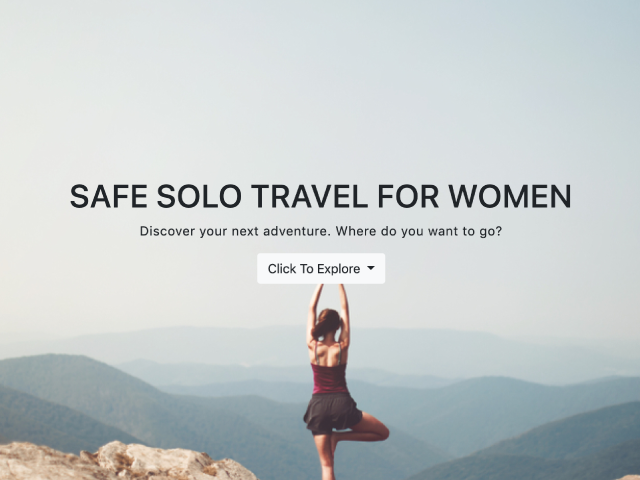 SAFE SOLO TRAVEL FOR WOMEN
Discover your next adventure. Where do you want to go?
Click To Explore